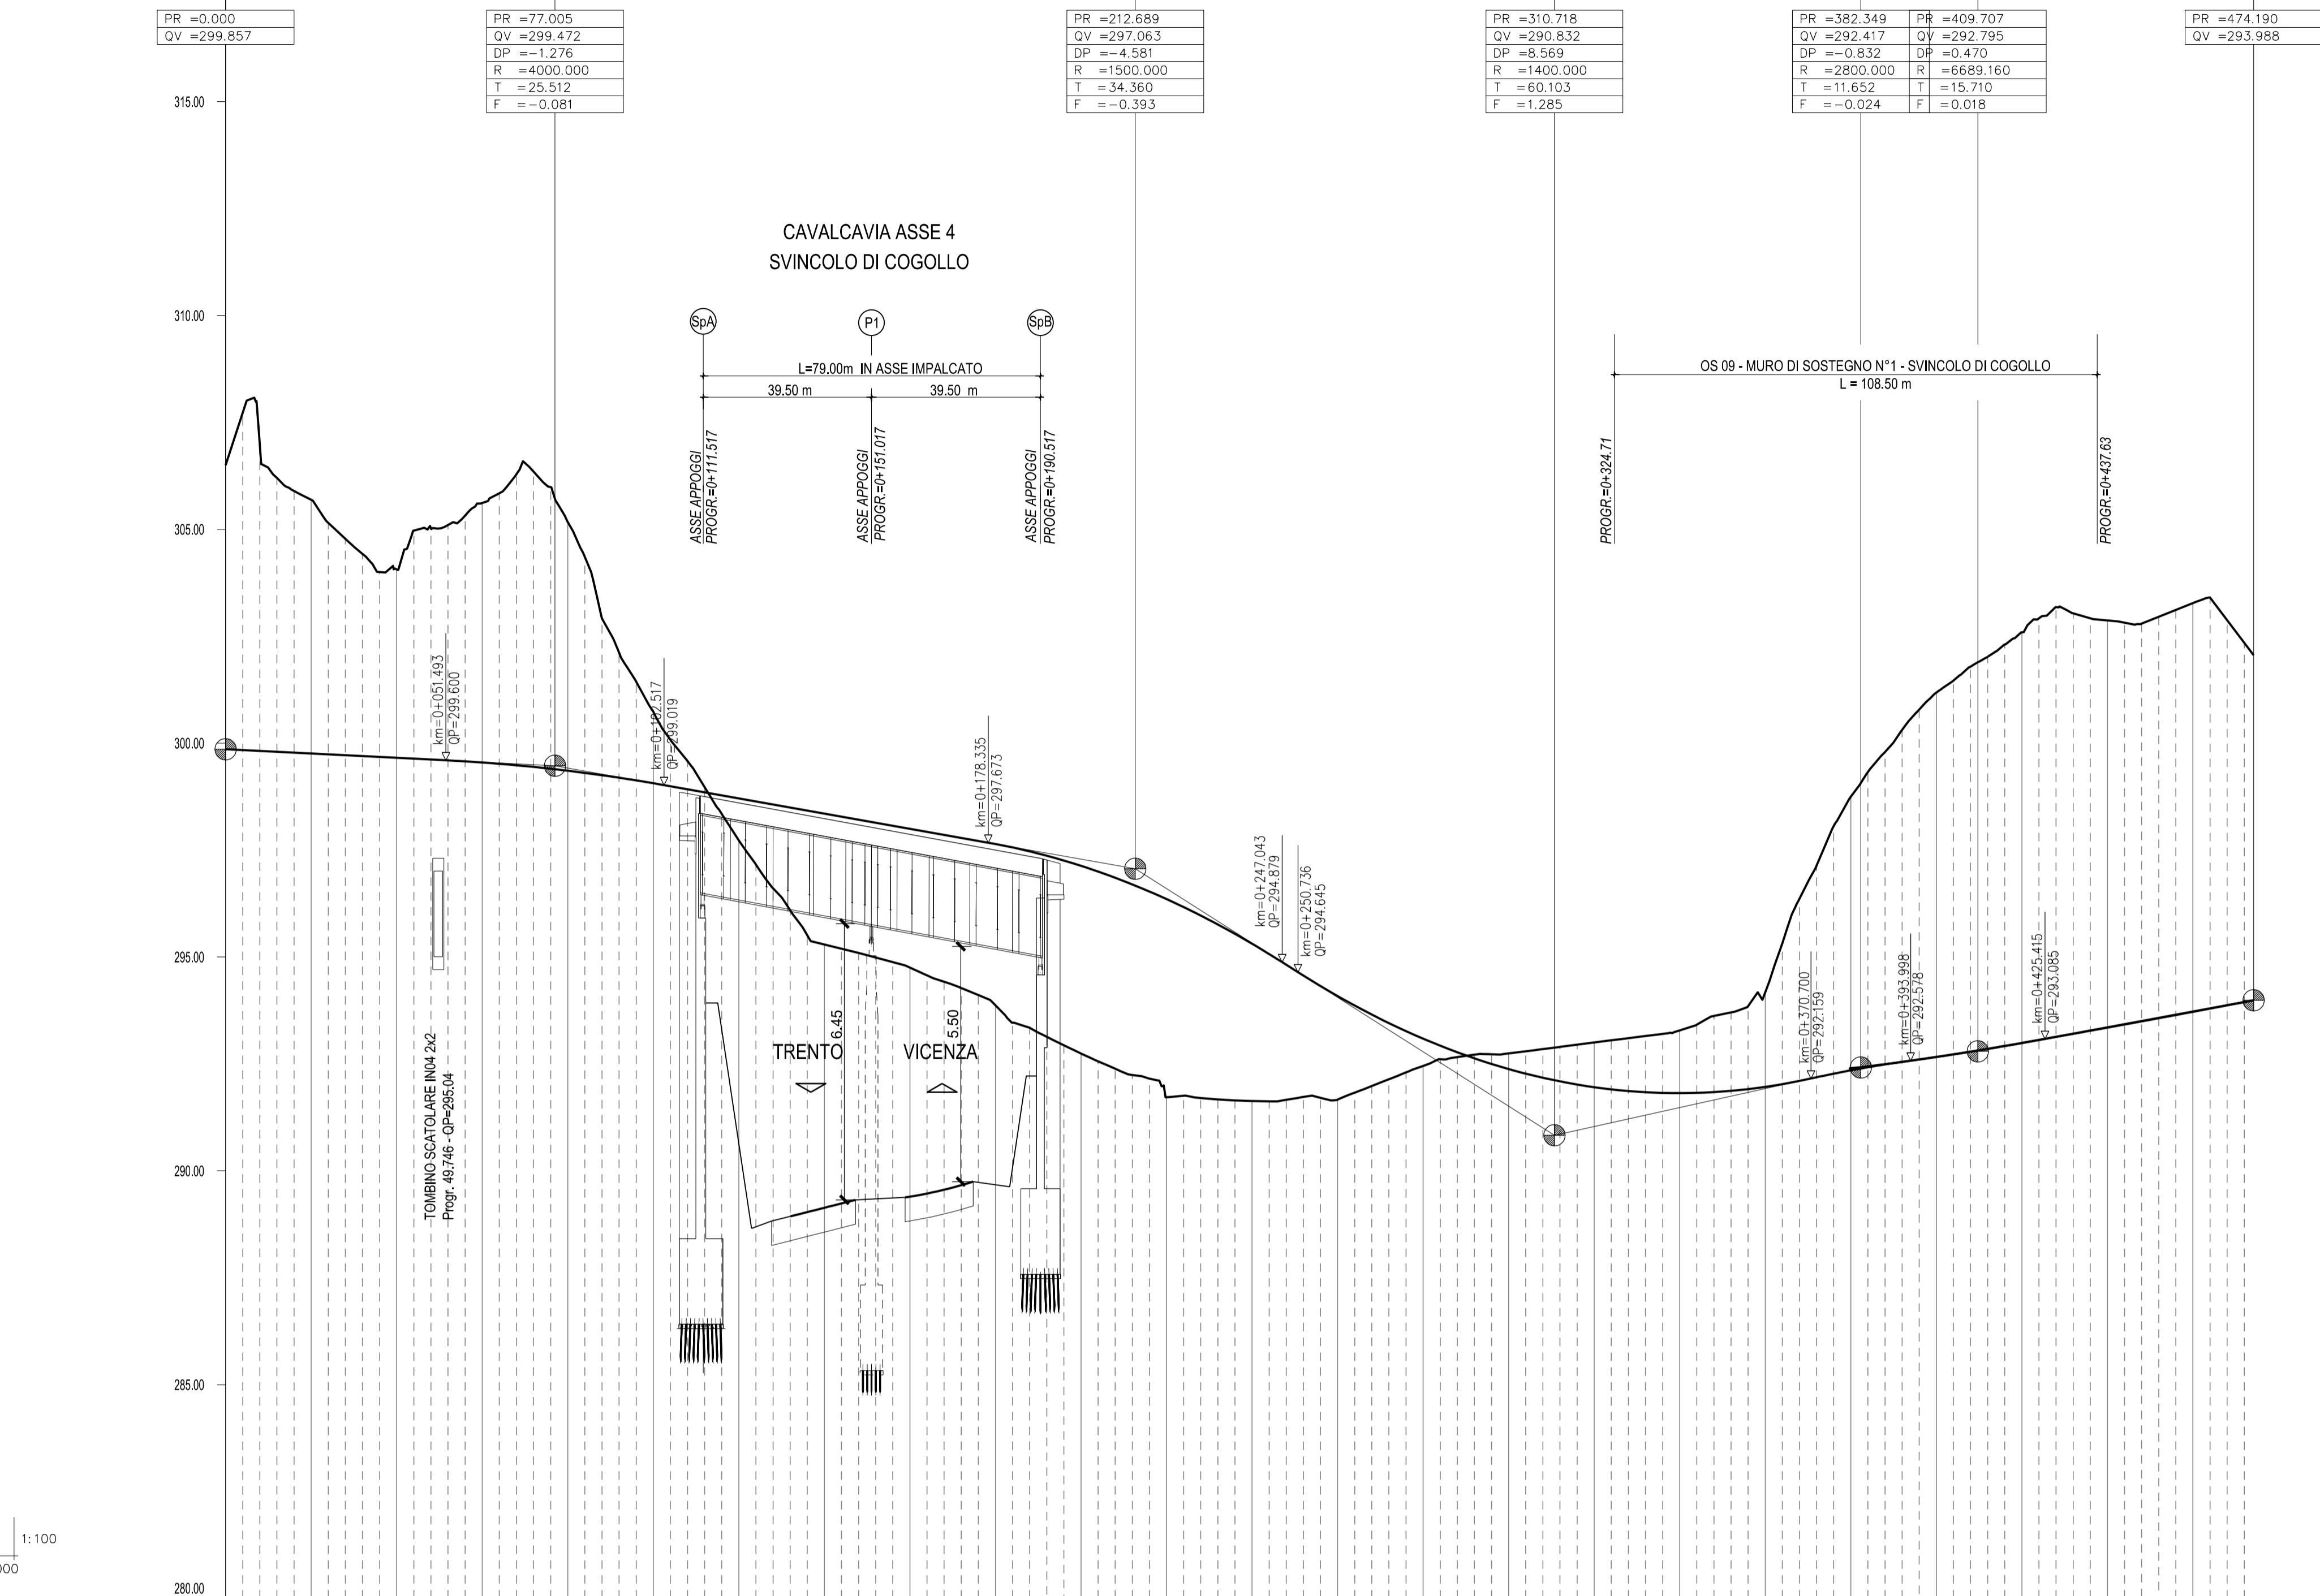 PR =0.000
QV =299.857
PR =77.005
QV =299.472
DP =-1.276
R =4000.000
T =25.512
F =-0.081
PR =212.689
QV =297.063
DP =-4.581
R =1500.000
T =34.360
F =-0.393
PR =310.718
QV =290.832
DP =8.569
R =1400.000
T =60.103
F =1.285
PR =382.349
QV =292.417
DP =-0.832
R =2800.000
T =11.652
F =-0.024
PR =409.707
QV =292.795
DP =0.470
R =6689.160
T =15.710
F =0.018
PR =474.190
QV =293.988
315.00
310.00
305.00
300.00
295.00
290.00
285.00
280.00
CAVALCAVIA ASSE 4
SVINCOLO DI COGOLLO
SpA
P1
SpB
L=79.00m IN ASSE IMPALCATO
39.50 m
39.50 m
ASSE APPOGGI
PROGR.=0+111.517
ASSE APPOGGI
PROGR.=0+151.017
ASSE APPOGGI
PROGR.=0+190.517
OS 09 - MURO DI SOSTEGNO N°1 - SVINCOLO DI COGOLLO
L = 108.50 m
PROGR.=0+324.71
PROGR.=0+437.63
km=0+051.493
QP=299.600
km=0+102.517
QP=299.019
km=0+178.335
QP=297.673
km=0+247.043
QP=294.879
km=0+250.736
QP=294.645
km=0+370.700
QP=292.159
km=0+393.998
QP=292.578
km=0+425.415
QP=293.085
TOMBINO SCATOLARE IN04 2x2
Progr. 49.746 - QP=295.04
6.45
5.50
TRENTO
VICENZA
1:100